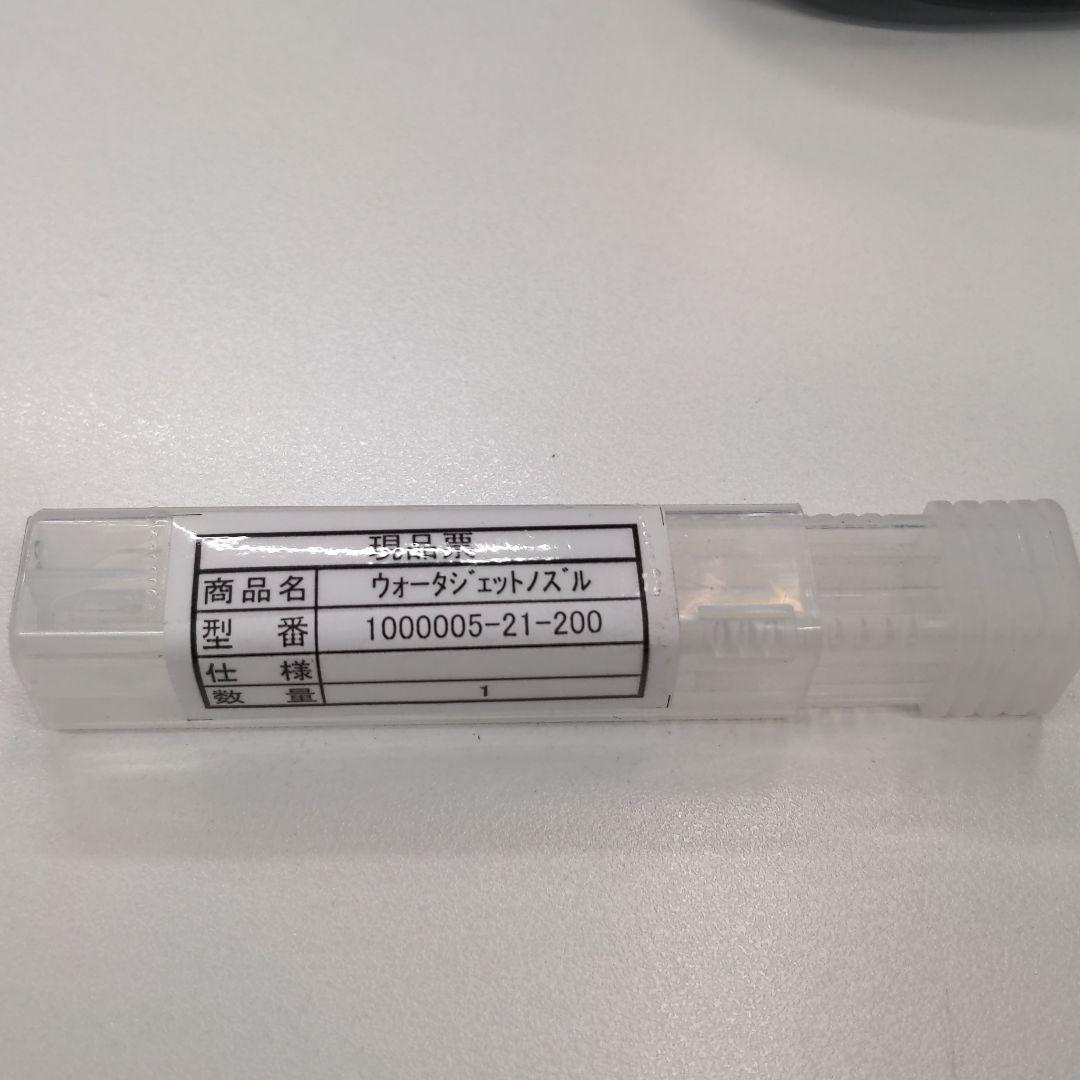 現品票
商品名 ウォータジェットノズル
型番 1000005-21-200
仕様
数量 1